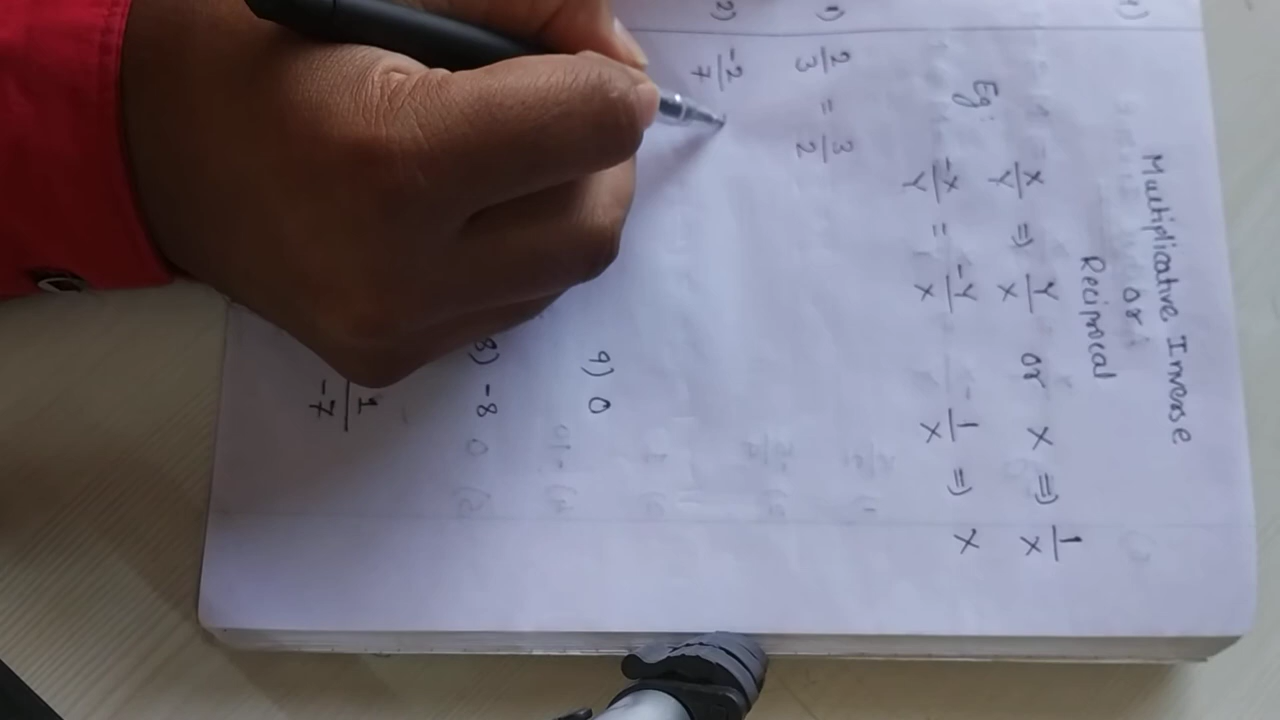 4)
Multiplicative Inverse
or
Reciprocal
Eg: X/Y => Y/X or X => 1/X
-X/Y = -Y/X 1/X => X
1) 2/3 = 3/2
2) -2/7
9) 0
8) -8
1/-7